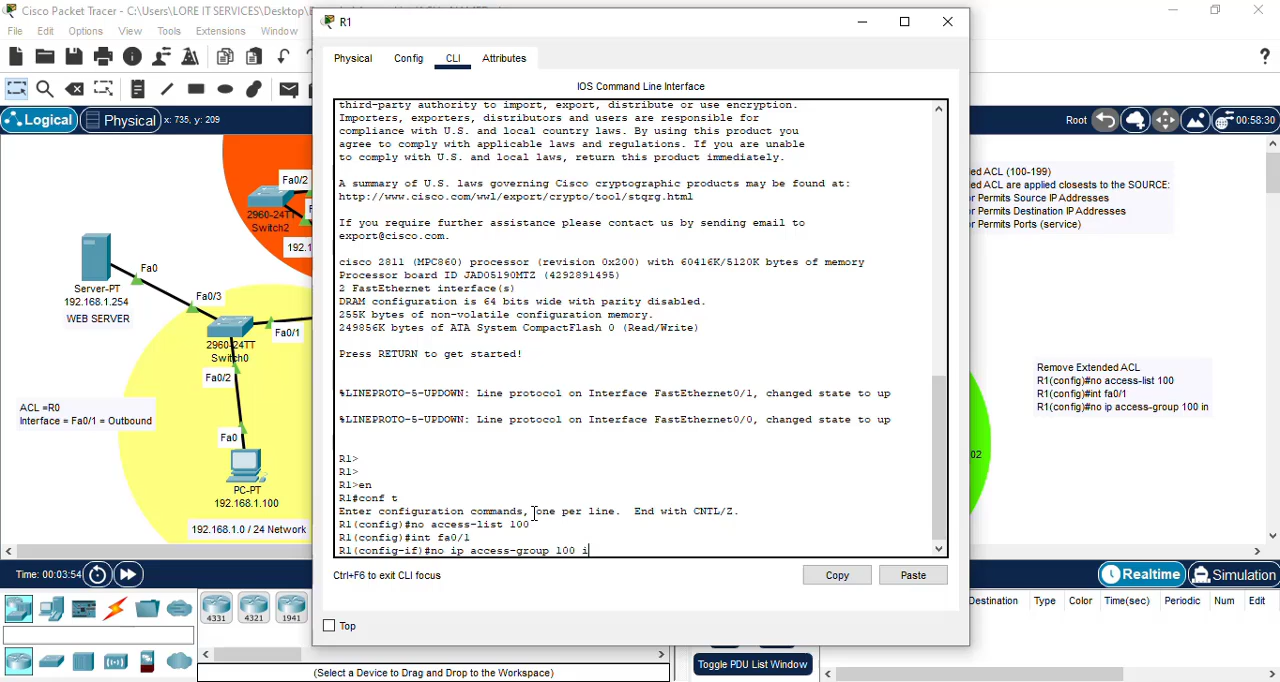 Cisco Packet Tracer - C:\Users\LORE IT SERVICES\Desktop\
File Edit Options View Tools Extensions Window
Logical Physical x: 735, y: 209
Root 00:58:30
R1
Physical Config CLI Attributes
IOS Command Line Interface
third-party authority to import, export, distribute or use encryption.
Importers, exporters, distributors and users are responsible for
compliance with U.S. and local country laws. By using this product you
agree to comply with applicable laws and regulations. If you are unable
to comply with U.S. and local laws, return this product immediately.
A summary of U.S. laws governing Cisco cryptographic products may be found at:
http://www.cisco.com/wwl/export/crypto/tool/stqrg.html
If you require further assistance please contact us by sending email to
export@cisco.com.
cisco 2811 (MPC860) processor (revision 0x200) with 60416K/5120K bytes of memory
Processor board ID JAD05190MTZ (4292891495)
2 FastEthernet interface(s)
DRAM configuration is 64 bits wide with parity disabled.
255K bytes of non-volatile configuration memory.
249856K bytes of ATA System CompactFlash 0 (Read/Write)
Press RETURN to get started!
%LINEPROTO-5-UPDOWN: Line protocol on Interface FastEthernet0/1, changed state to up
%LINEPROTO-5-UPDOWN: Line protocol on Interface FastEthernet0/0, changed state to up
R1>
R1>
R1>en
R1#conf t
Enter configuration commands, one per line. End with CNTL/Z.
R1(config)#no access-list 100
R1(config)#int fa0/1
R1(config-if)#no ip access-group 100 i
Ctrl+F6 to exit CLI focus
Copy
Paste
Top
Fa0/2
2960-24TT
Switch2
192.1
Fa0
Server-PT
192.168.1.254
WEB SERVER
Fa0/3
2960-24TT
Switch0
Fa0/1
Fa0/2
ACL =R0
Interface = Fa0/1 = Outbound
Fa0
PC-PT
192.168.1.100
192.168.1.0 / 24 Network
ed ACL (100-199)
ed ACL are applied closests to the SOURCE:
r Permits Source IP Addresses
r Permits Destination IP Addresses
r Permits Ports (service)
Remove Extended ACL
R1(config)#no access-list 100
R1(config)#int fa0/1
R1(config)#no ip access-group 100 in
02
Time: 00:03:54
Realtime Simulation
4331 4321 1941
(Select a Device to Drag and Drop to the Workspace)
Destination Type Color Time(sec) Periodic Num Edit
Toggle PDU List Window